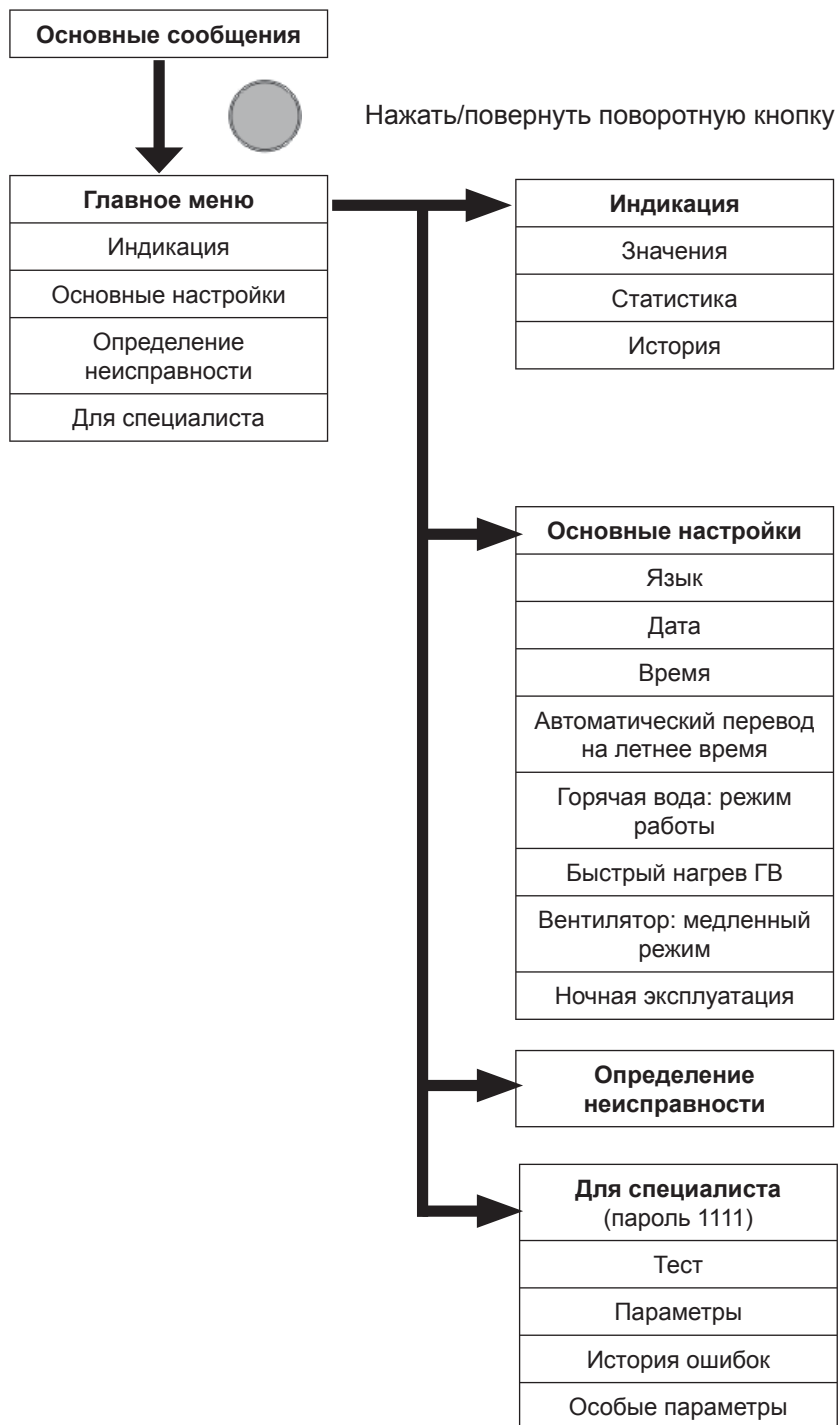 Основные сообщения
Нажать/повернуть поворотную кнопку
Главное меню
Индикация
Основные настройки
Определение
неисправности
Для специалиста
Индикация
Значения
Статистика
История
Основные настройки
Язык
Дата
Время
Автоматический перевод
на летнее время
Горячая вода: режим
работы
Быстрый нагрев ГВ
Вентилятор: медленный
режим
Ночная эксплуатация
Определение
неисправности
Для специалиста
(пароль 1111)
Тест
Параметры
История ошибок
Особые параметры